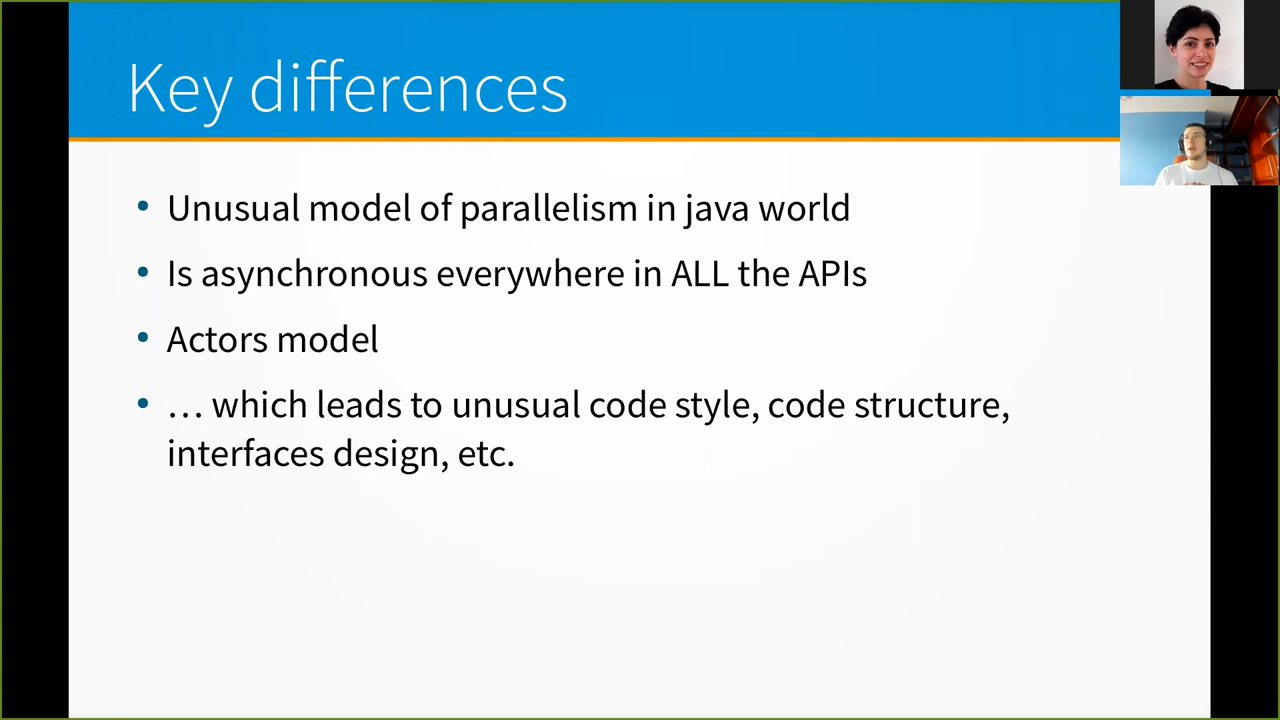 Key differences
Unusual model of parallelism in java world
Is asynchronous everywhere in ALL the APIs
Actors model
… which leads to unusual code style, code structure,
interfaces design, etc.